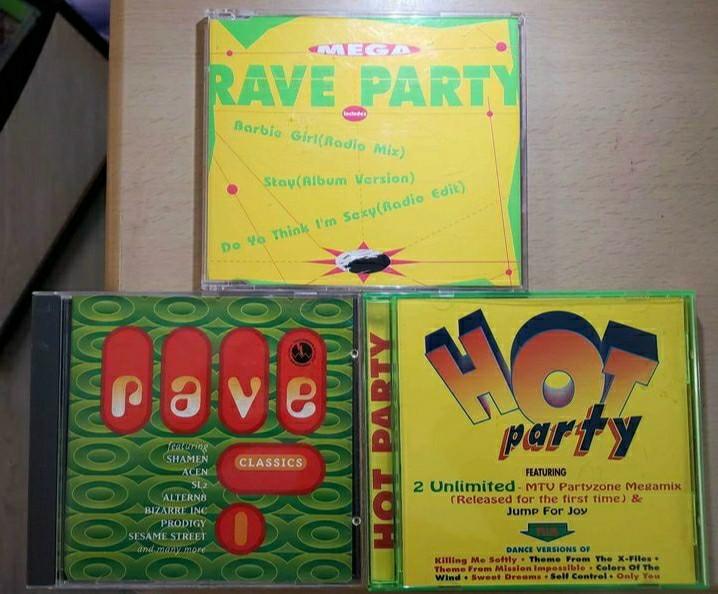 MEGA
RAVE PARTY
Includes
Barbie Girl(Radio Mix)
Stay(Album Version)
Do Ya Think I'm Sexy(Radio Edit)
rave
featuring
SHAMEN
ACEN
SL2
ALTERN8
BIZARRE INC
PRODIGY
SESAME STREET
and many more
CLASSICS
1
HOT PARTY
HOT
party
FEATURING
2 Unlimited - MTV Partyzone Megamix
(Released for the first time) &
Jump For Joy
PLUS
DANCE VERSIONS OF
Killing Me Softly • Theme From The X-Files •
Theme From Mission Impossible • Colors Of The
Wind • Sweet Dreams • Self Control • Only You